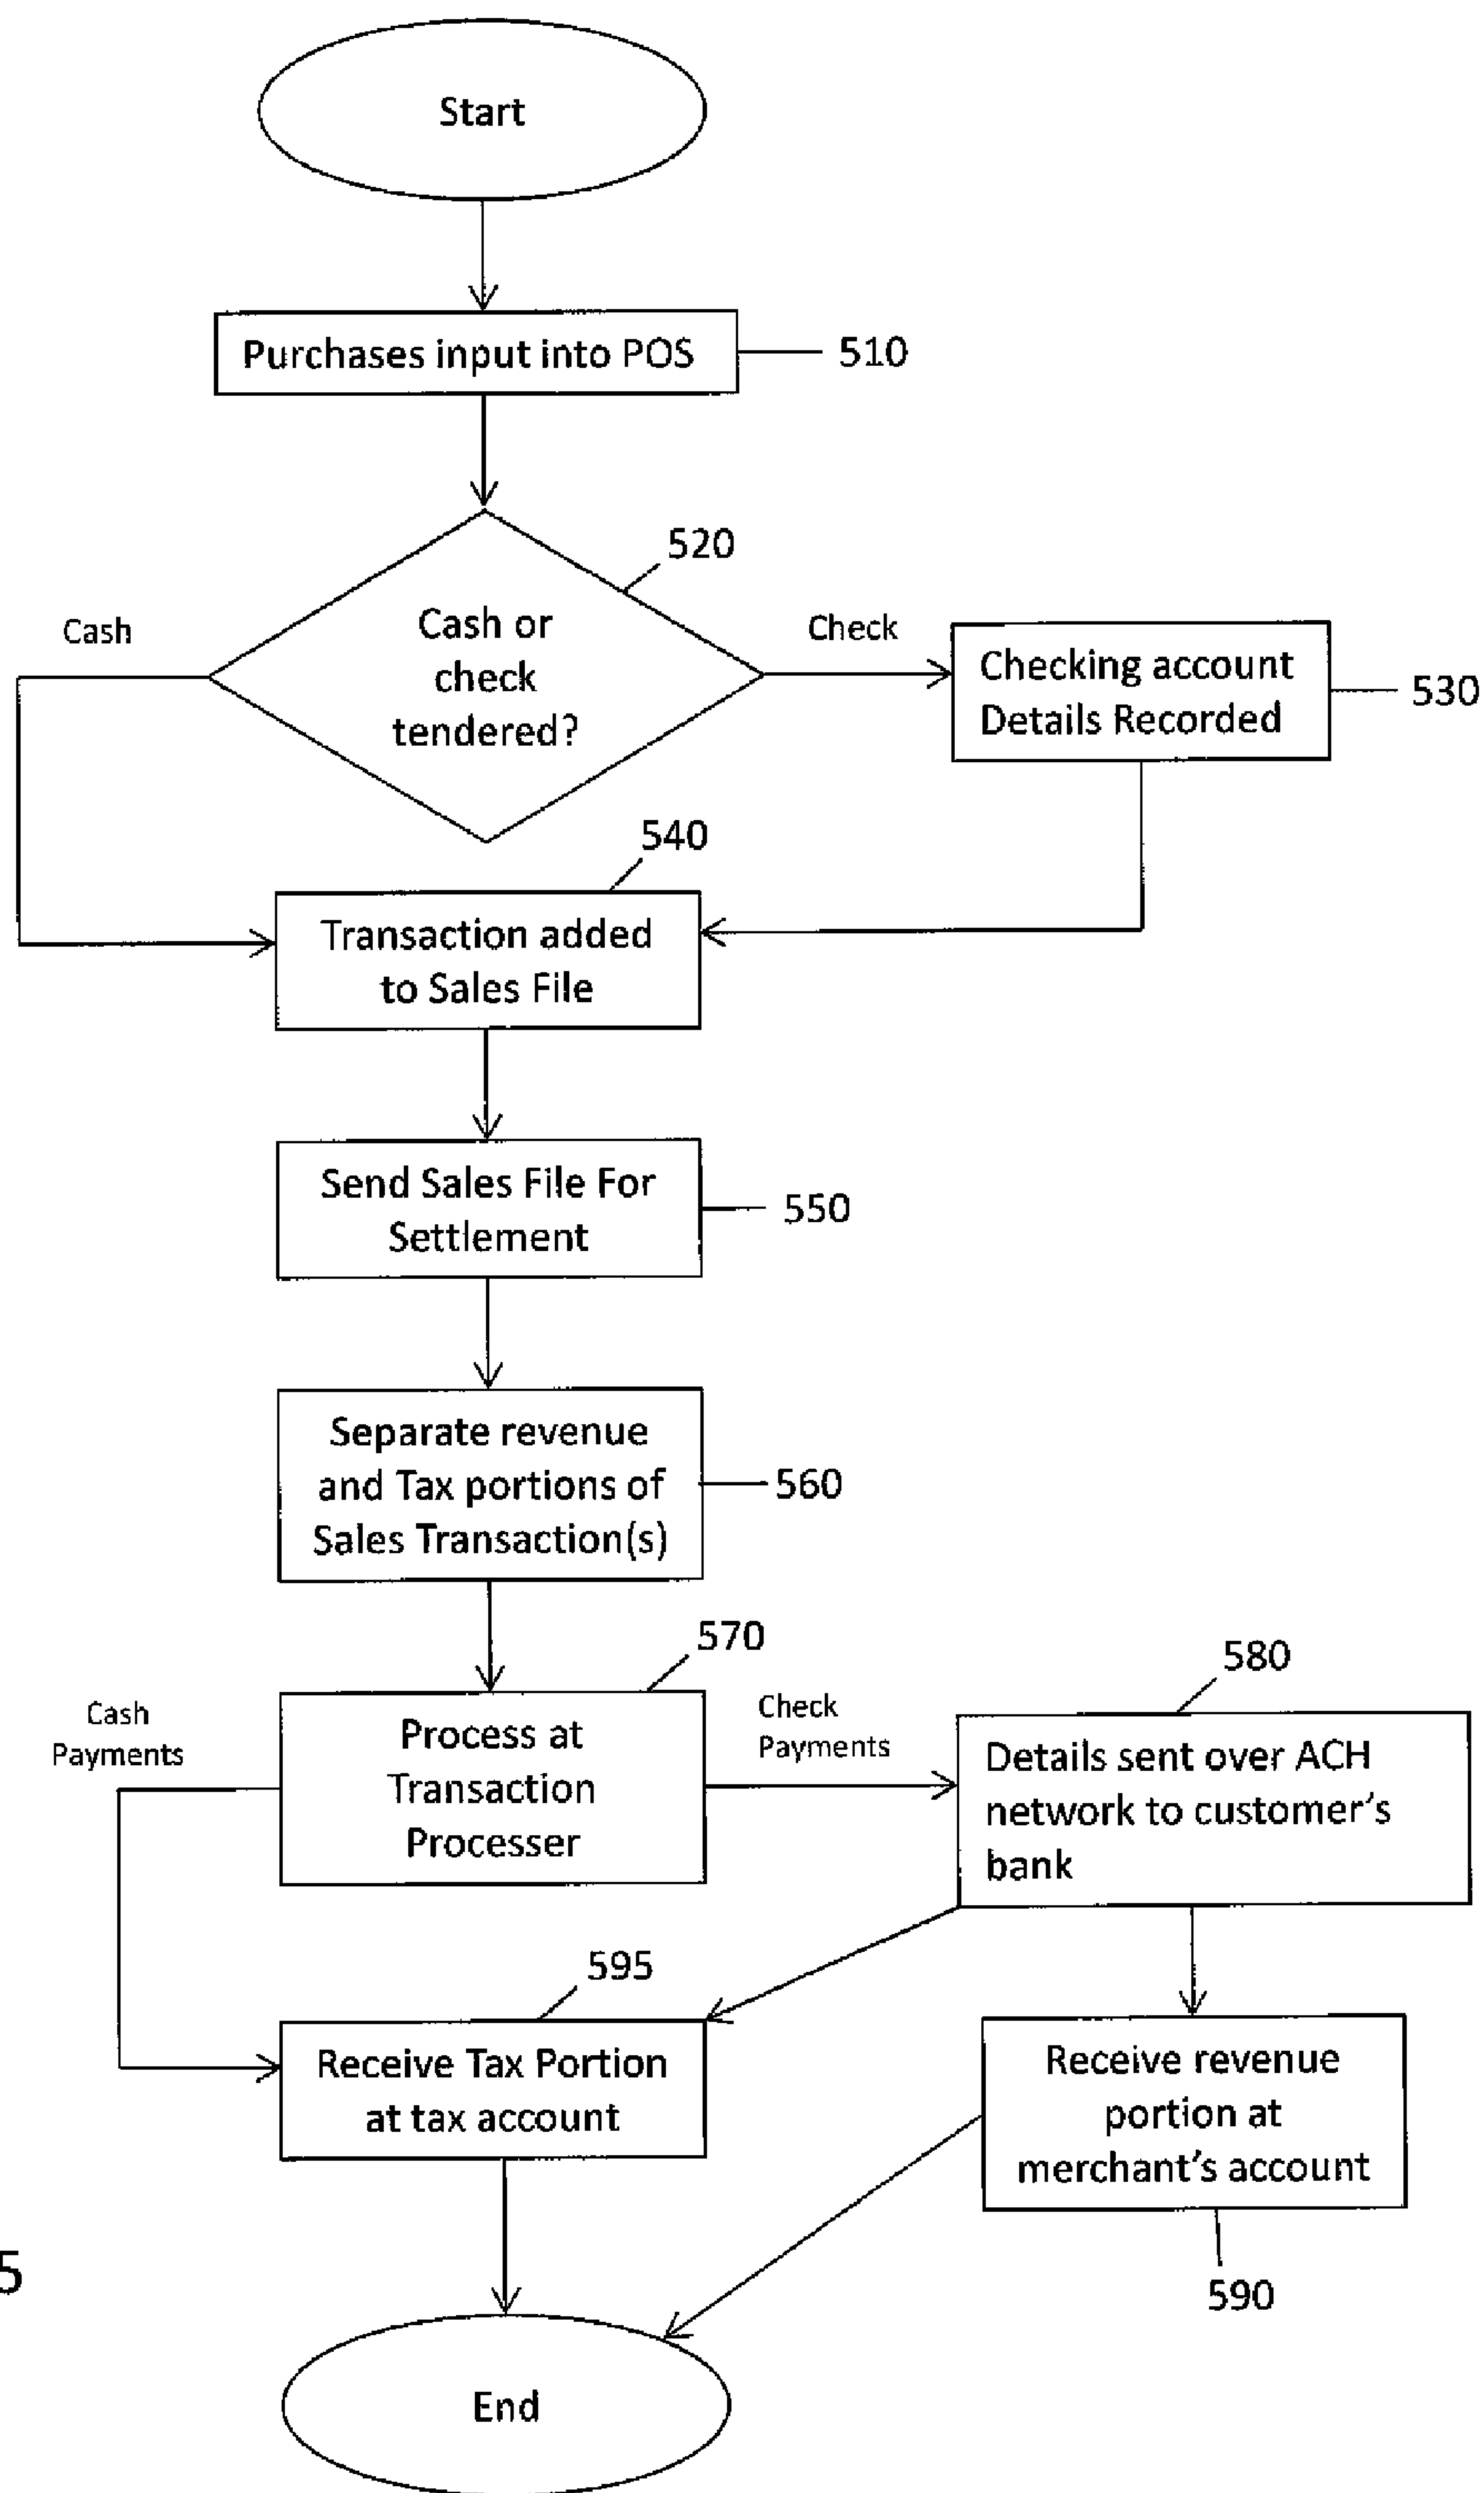 Start
Purchases input into POS
510
520
Cash or
check
tendered?
Cash
Check
Checking account
Details Recorded
530
540
Transaction added
to Sales File
Send Sales File For
Settlement
550
Separate revenue
and Tax portions of
Sales Transaction(s)
560
570
Process at
Transaction
Processer
Cash
Payments
Check
Payments
580
Details sent over ACH
network to customer's
bank
595
Receive Tax Portion
at tax account
Receive revenue
portion at
merchant's account
590
5
End